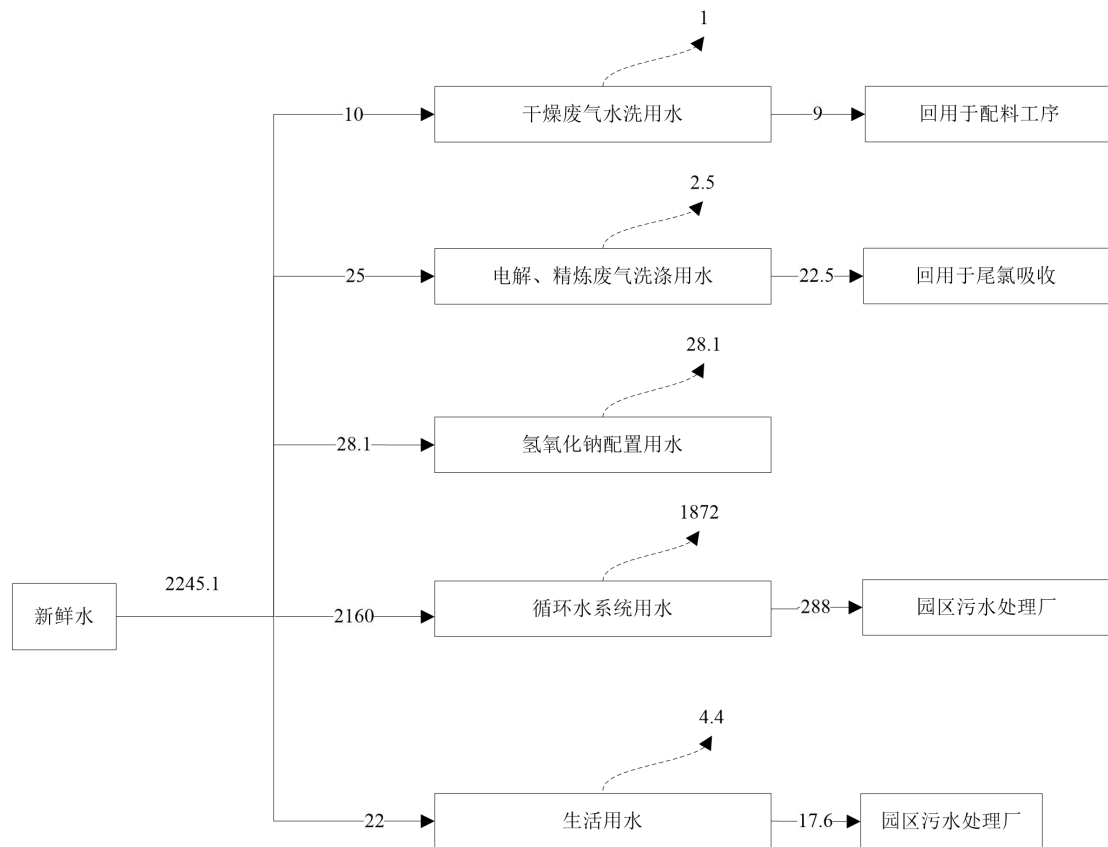 1
10
干燥废气水洗用水
9
回用于配料工序
2.5
25
电解、精炼废气洗涤用水
22.5
回用于尾氯吸收
28.1
28.1
氢氧化钠配置用水
1872
新鲜水
2245.1
2160
循环水系统用水
288
园区污水处理厂
4.4
22
生活用水
17.6
园区污水处理厂